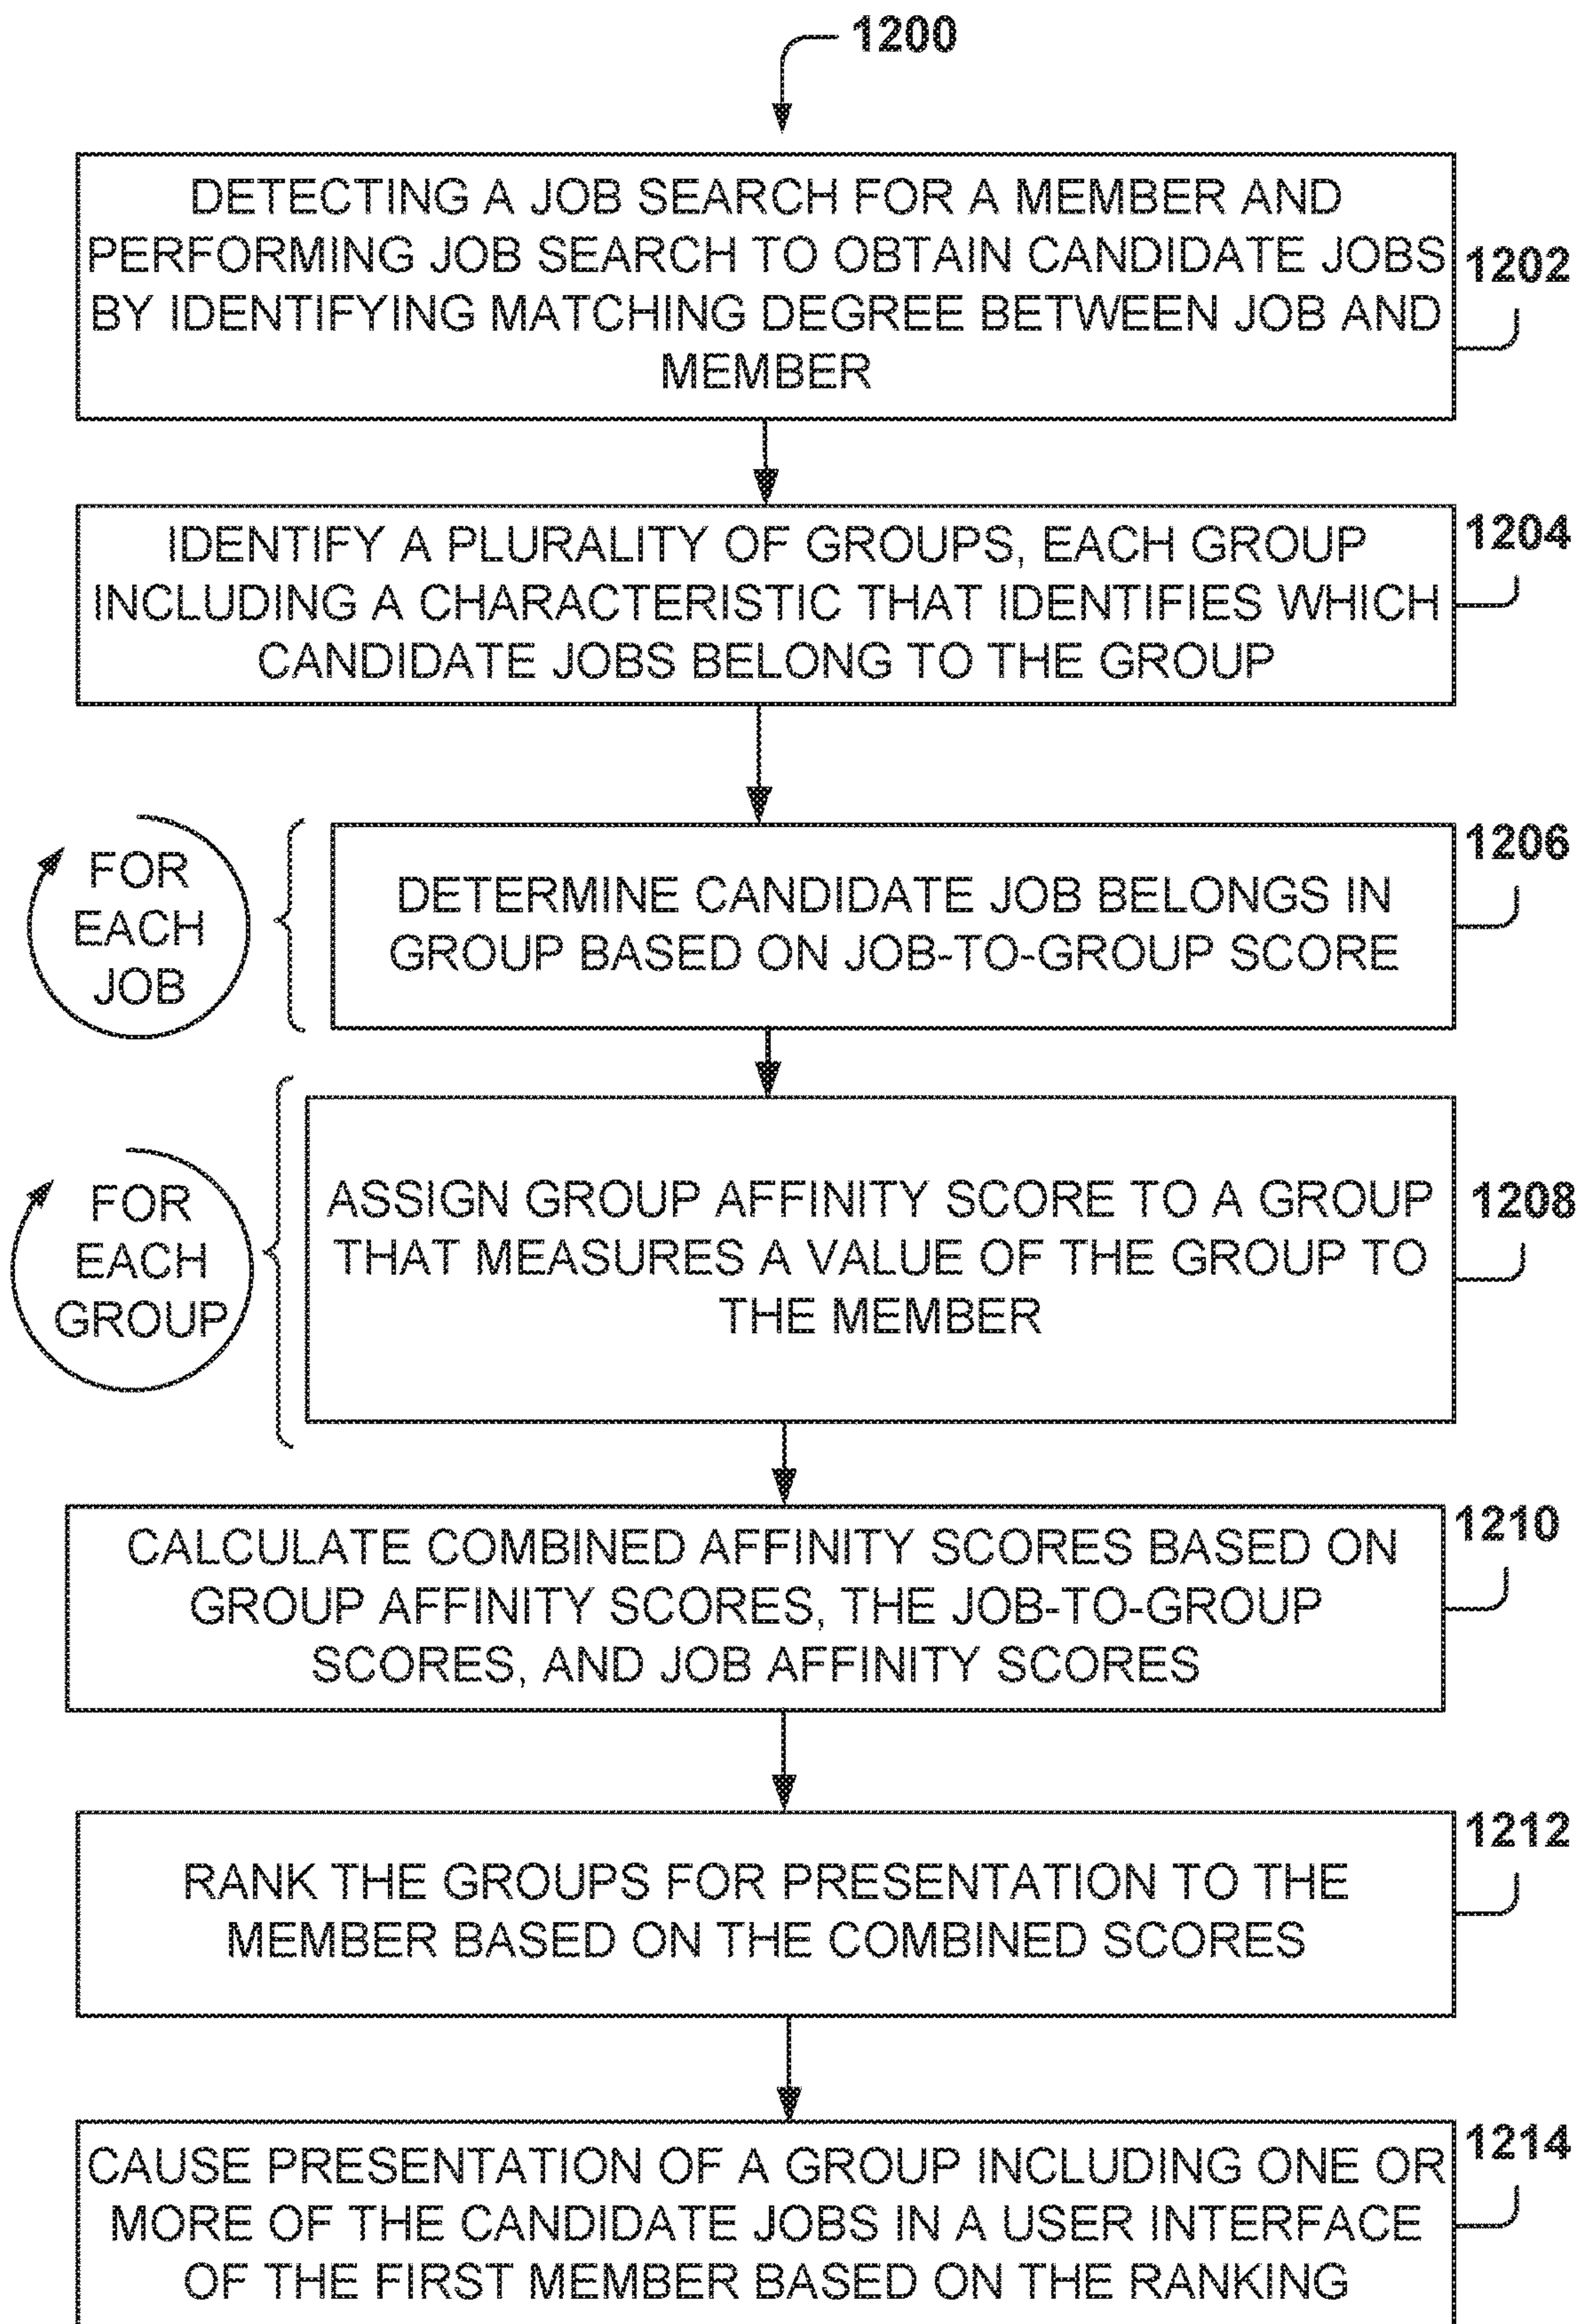 1200
DETECTING A JOB SEARCH FOR A MEMBER AND
PERFORMING JOB SEARCH TO OBTAIN CANDIDATE JOBS
BY IDENTIFYING MATCHING DEGREE BETWEEN JOB AND
MEMBER
1202
IDENTIFY A PLURALITY OF GROUPS, EACH GROUP
INCLUDING A CHARACTERISTIC THAT IDENTIFIES WHICH
CANDIDATE JOBS BELONG TO THE GROUP
1204
FOR
EACH
JOB
DETERMINE CANDIDATE JOB BELONGS IN
GROUP BASED ON JOB-TO-GROUP SCORE
1206
FOR
EACH
GROUP
ASSIGN GROUP AFFINITY SCORE TO A GROUP
THAT MEASURES A VALUE OF THE GROUP TO
THE MEMBER
1208
CALCULATE COMBINED AFFINITY SCORES BASED ON
GROUP AFFINITY SCORES, THE JOB-TO-GROUP
SCORES, AND JOB AFFINITY SCORES
1210
RANK THE GROUPS FOR PRESENTATION TO THE
MEMBER BASED ON THE COMBINED SCORES
1212
CAUSE PRESENTATION OF A GROUP INCLUDING ONE OR
MORE OF THE CANDIDATE JOBS IN A USER INTERFACE
OF THE FIRST MEMBER BASED ON THE RANKING
1214